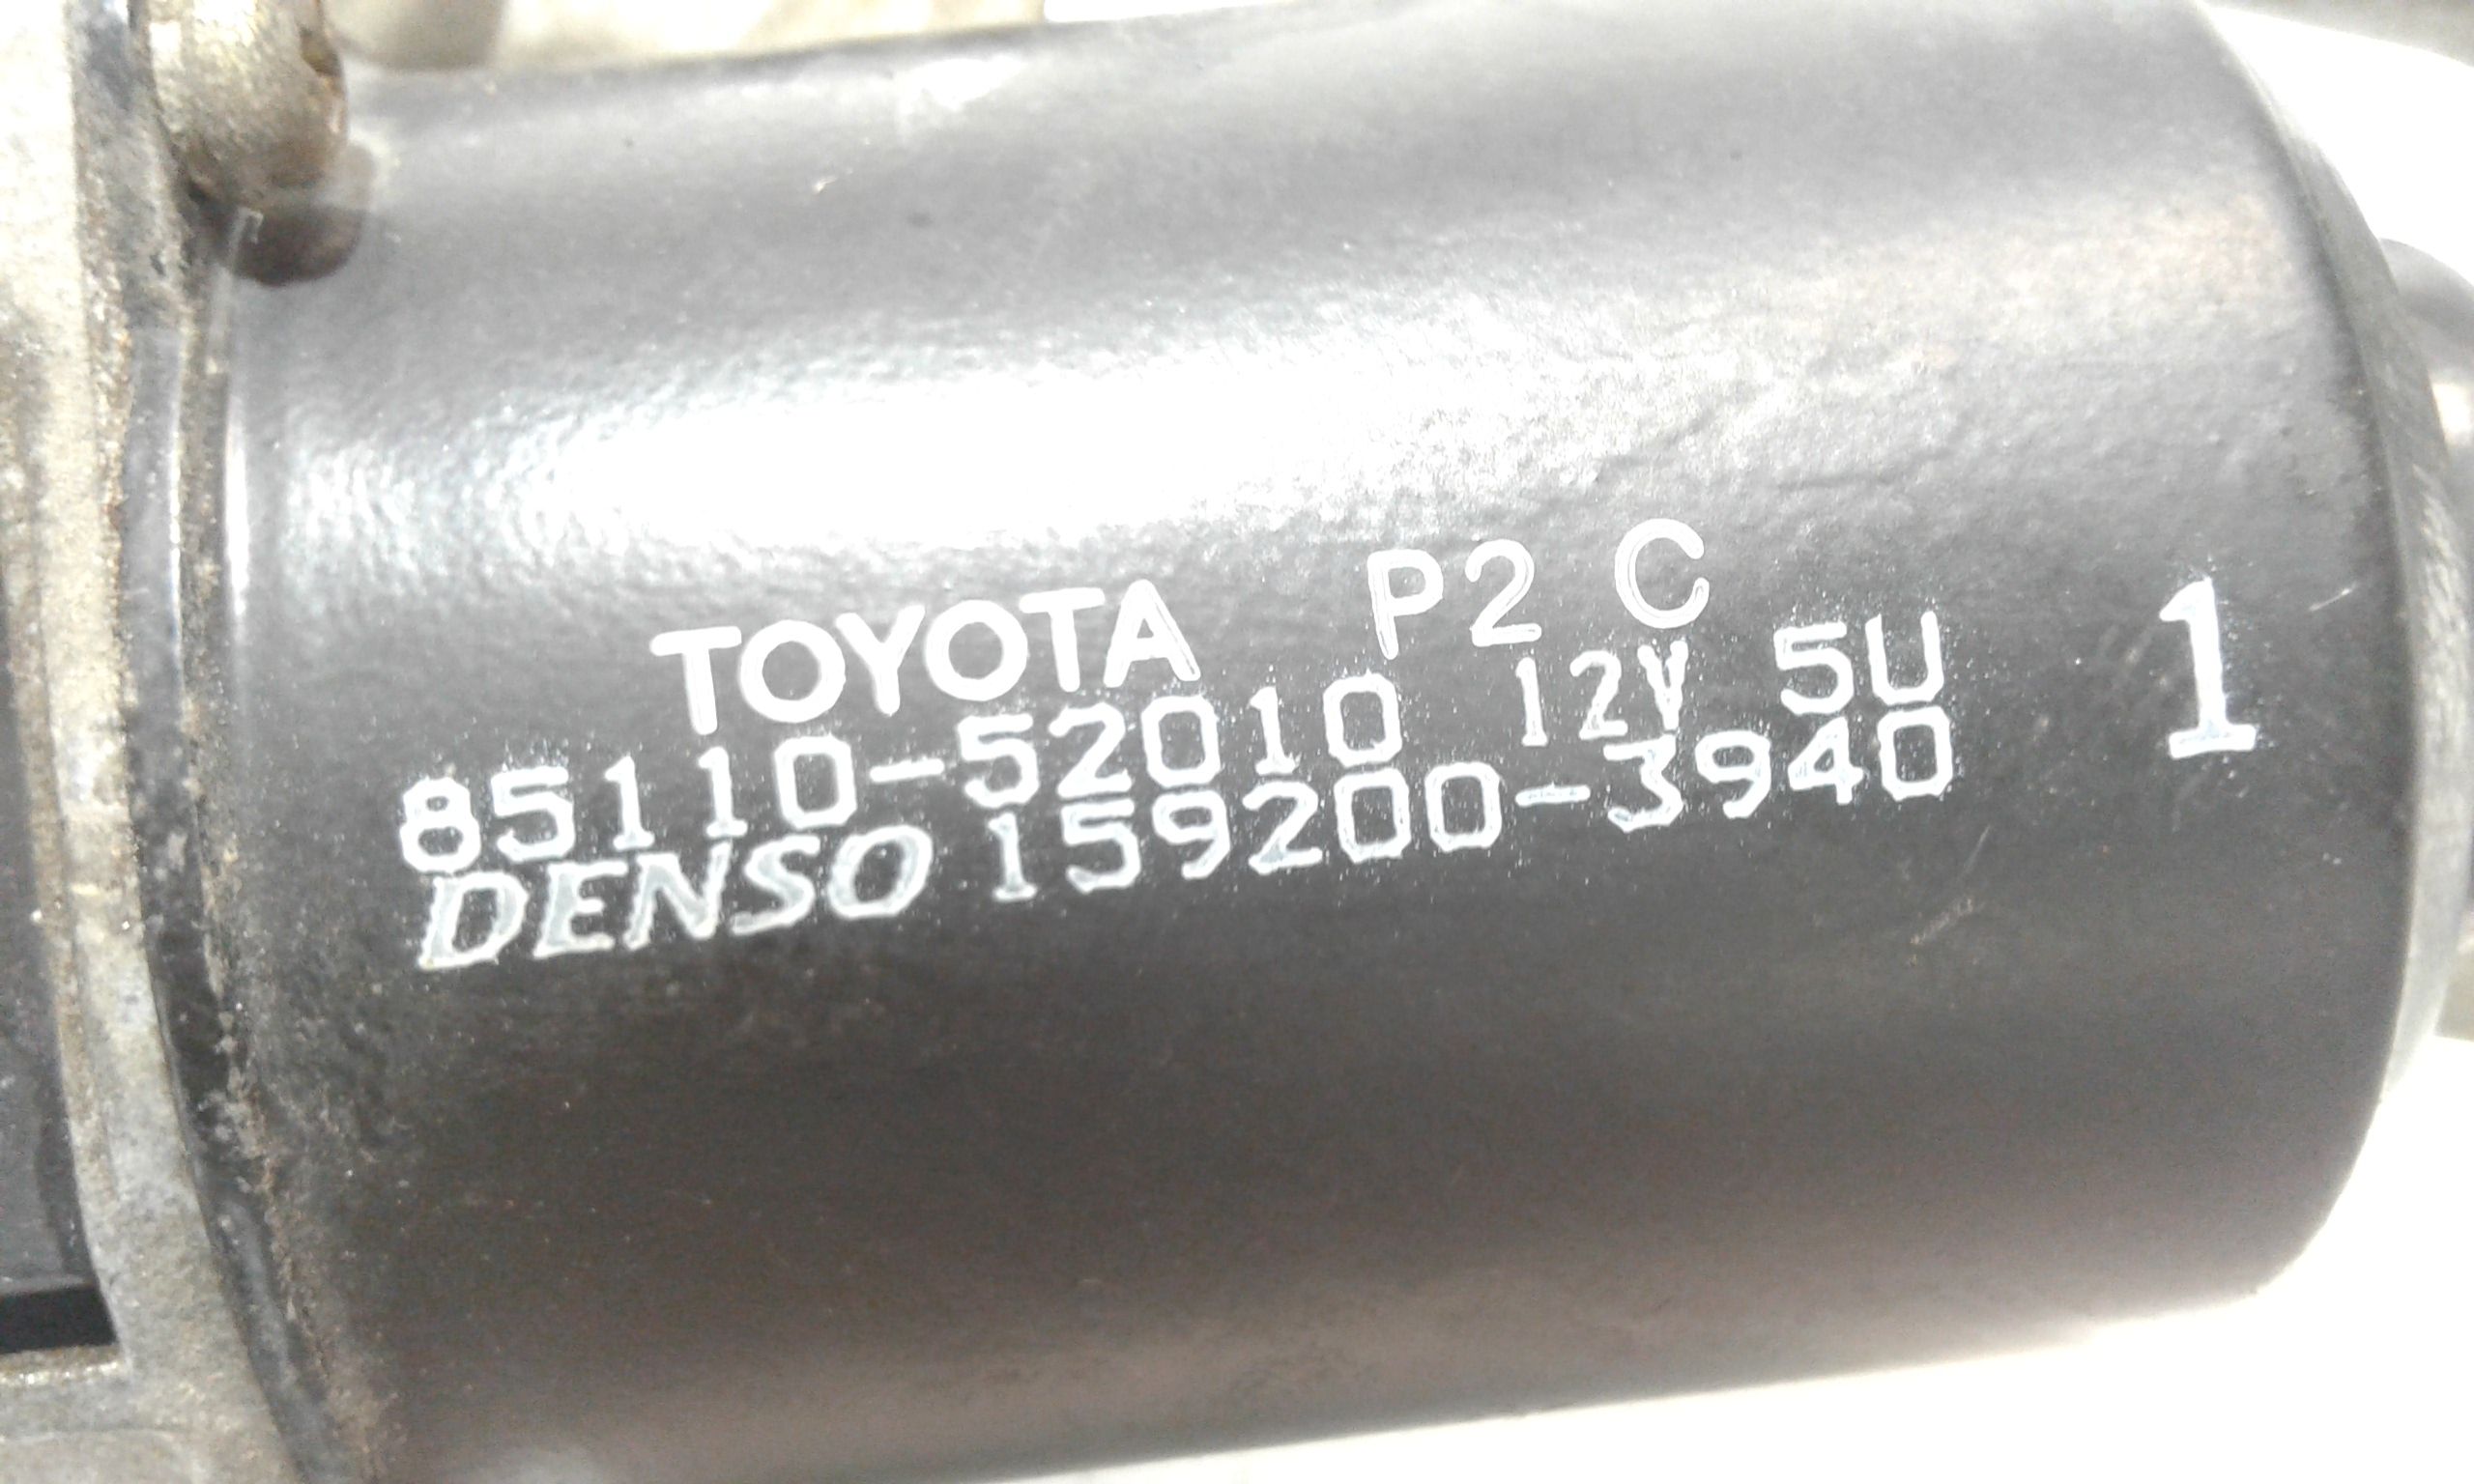 TOYOTA P2 C
85110-52010 12V 5U 1
DENSO 159200-3940